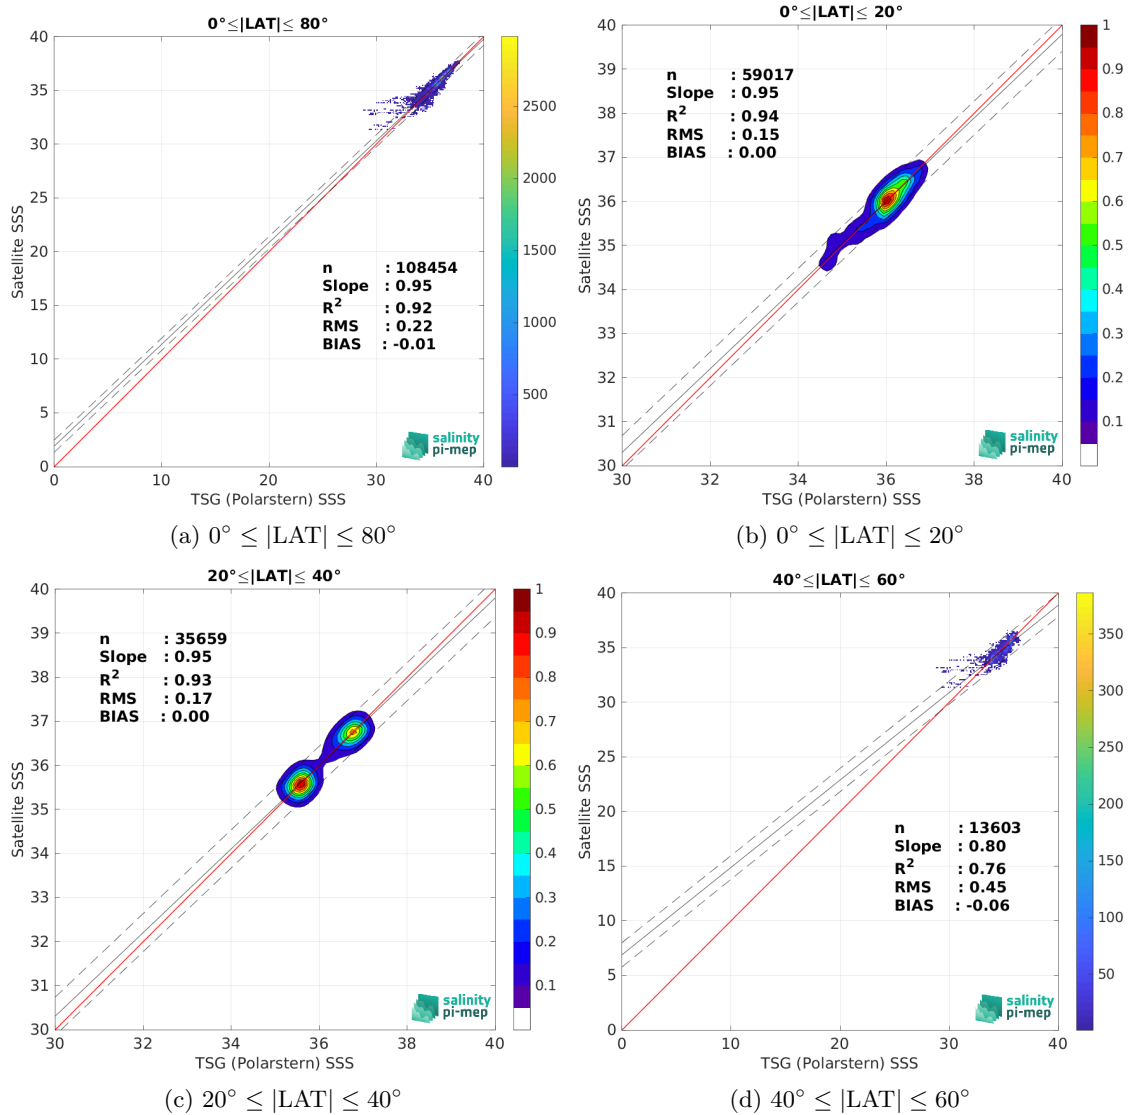 0°≤|LAT|≤ 80°
40
35
30
25
20
15
10
5
0
0
10
20
30
40
Satellite SSS
TSG (Polarstern) SSS
n : 108454
Slope : 0.95
R² : 0.92
RMS : 0.22
BIAS : -0.01
salinity
pi-mep
2500
2000
1500
1000
500
(a) 0° ≤ |LAT| ≤ 80°
0°≤|LAT|≤ 20°
40
39
38
37
36
35
34
33
32
31
30
30
32
34
36
38
40
Satellite SSS
TSG (Polarstern) SSS
n : 59017
Slope : 0.95
R² : 0.94
RMS : 0.15
BIAS : 0.00
salinity
pi-mep
1
0.9
0.8
0.7
0.6
0.5
0.4
0.3
0.2
0.1
(b) 0° ≤ |LAT| ≤ 20°
20°≤|LAT|≤ 40°
40
39
38
37
36
35
34
33
32
31
30
30
32
34
36
38
40
Satellite SSS
TSG (Polarstern) SSS
n : 35659
Slope : 0.95
R² : 0.93
RMS : 0.17
BIAS : 0.00
salinity
pi-mep
1
0.9
0.8
0.7
0.6
0.5
0.4
0.3
0.2
0.1
(c) 20° ≤ |LAT| ≤ 40°
40°≤|LAT|≤ 60°
40
35
30
25
20
15
10
5
0
0
10
20
30
40
Satellite SSS
TSG (Polarstern) SSS
n : 13603
Slope : 0.80
R² : 0.76
RMS : 0.45
BIAS : -0.06
salinity
pi-mep
350
300
250
200
150
100
50
(d) 40° ≤ |LAT| ≤ 60°